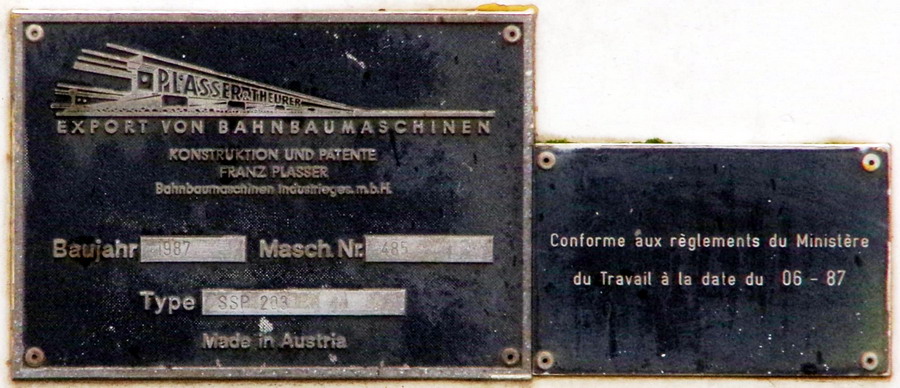 PLASSER & THEURER
EXPORT VON BAHNBAUMASCHINEN
KONSTRUKTION UND PATENTE
FRANZ PLASSER
Bahnbaumaschinen Industrieges. m.b.H.
Baujahr 1987 Masch. Nr. 485
Type SSP 203
Made in Austria
Conforme aux règlements du Ministère
du Travail à la date du 06 - 87